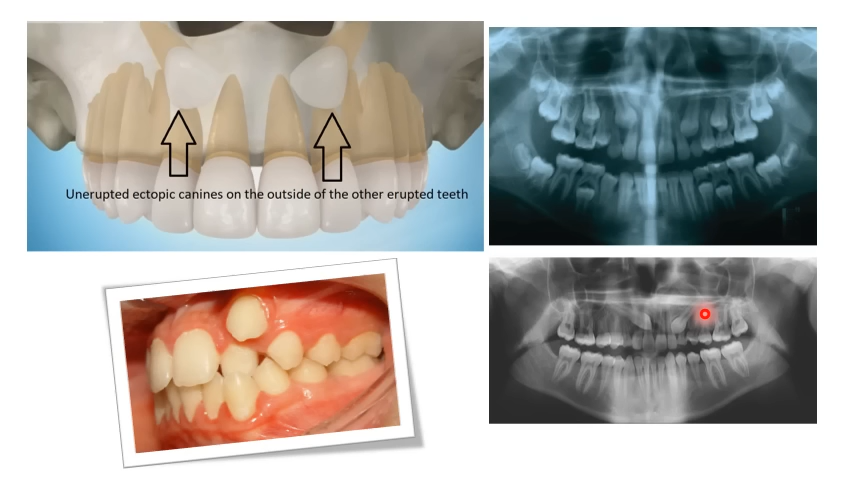 Unerupted ectopic canines on the outside of the other erupted teeth